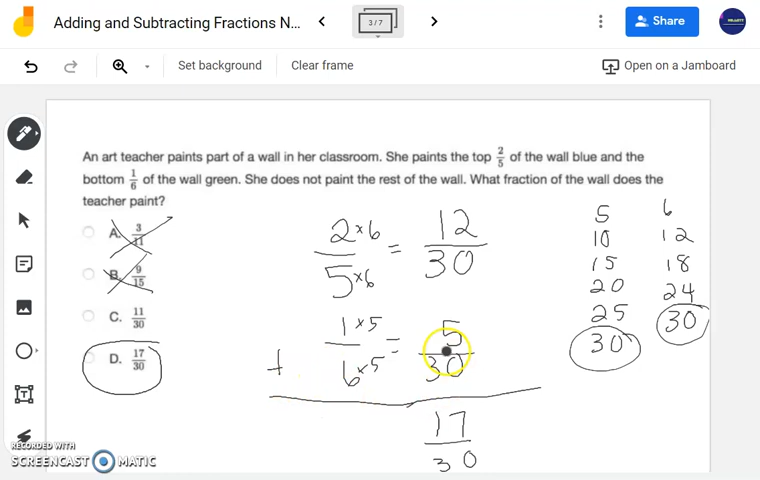 Adding and Subtracting Fractions N...
3/7
Share
Set background
Clear frame
Open on a Jamboard
An art teacher paints part of a wall in her classroom. She paints the top 2/5 of the wall blue and the
bottom 1/6 of the wall green. She does not paint the rest of the wall. What fraction of the wall does the
teacher paint?
A. 3/11
B. 9/15
C. 11/30
D. 17/30
2 ×6 / 5 ×6 = 12/30
+ 1 ×5 / 6 ×5 = 5/30
17/30
5 6
10 12
15 18
20 24
25 30
30
RECORDED WITH
SCREENCAST MATIC